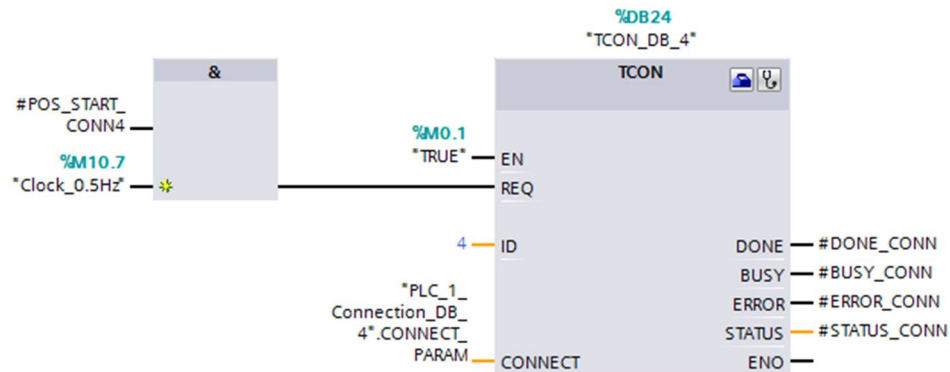 %DB24
"TCON_DB_4"
&
TCON
#POS_START_
CONN4
%M10.7
"Clock_0.5Hz"
%M0.1
"TRUE"
EN
REQ
4
ID
DONE
#DONE_CONN
BUSY
#BUSY_CONN
ERROR
#ERROR_CONN
STATUS
#STATUS_CONN
"PLC_1_
Connection_DB_
4".CONNECT_
PARAM
CONNECT
ENO